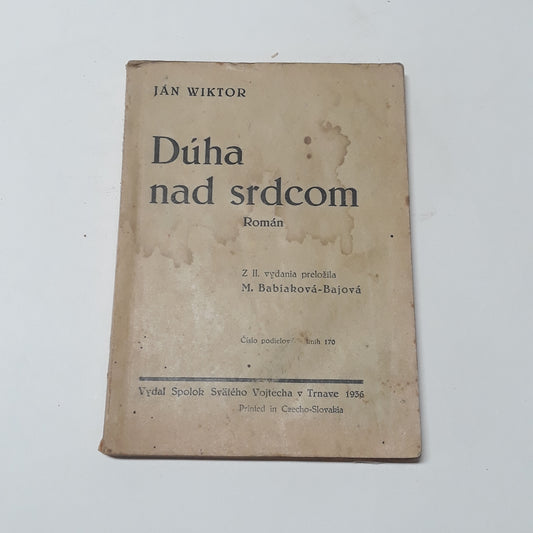 JÁN WIKTOR
Dúha
nad srdcom
Román
Z II. vydania preložila
M. Babiaková-Bajová
Číslo 170
Vydal Spolok Svätého Vojtecha v Trnave 1936
Printed in Czecho-Slovakia